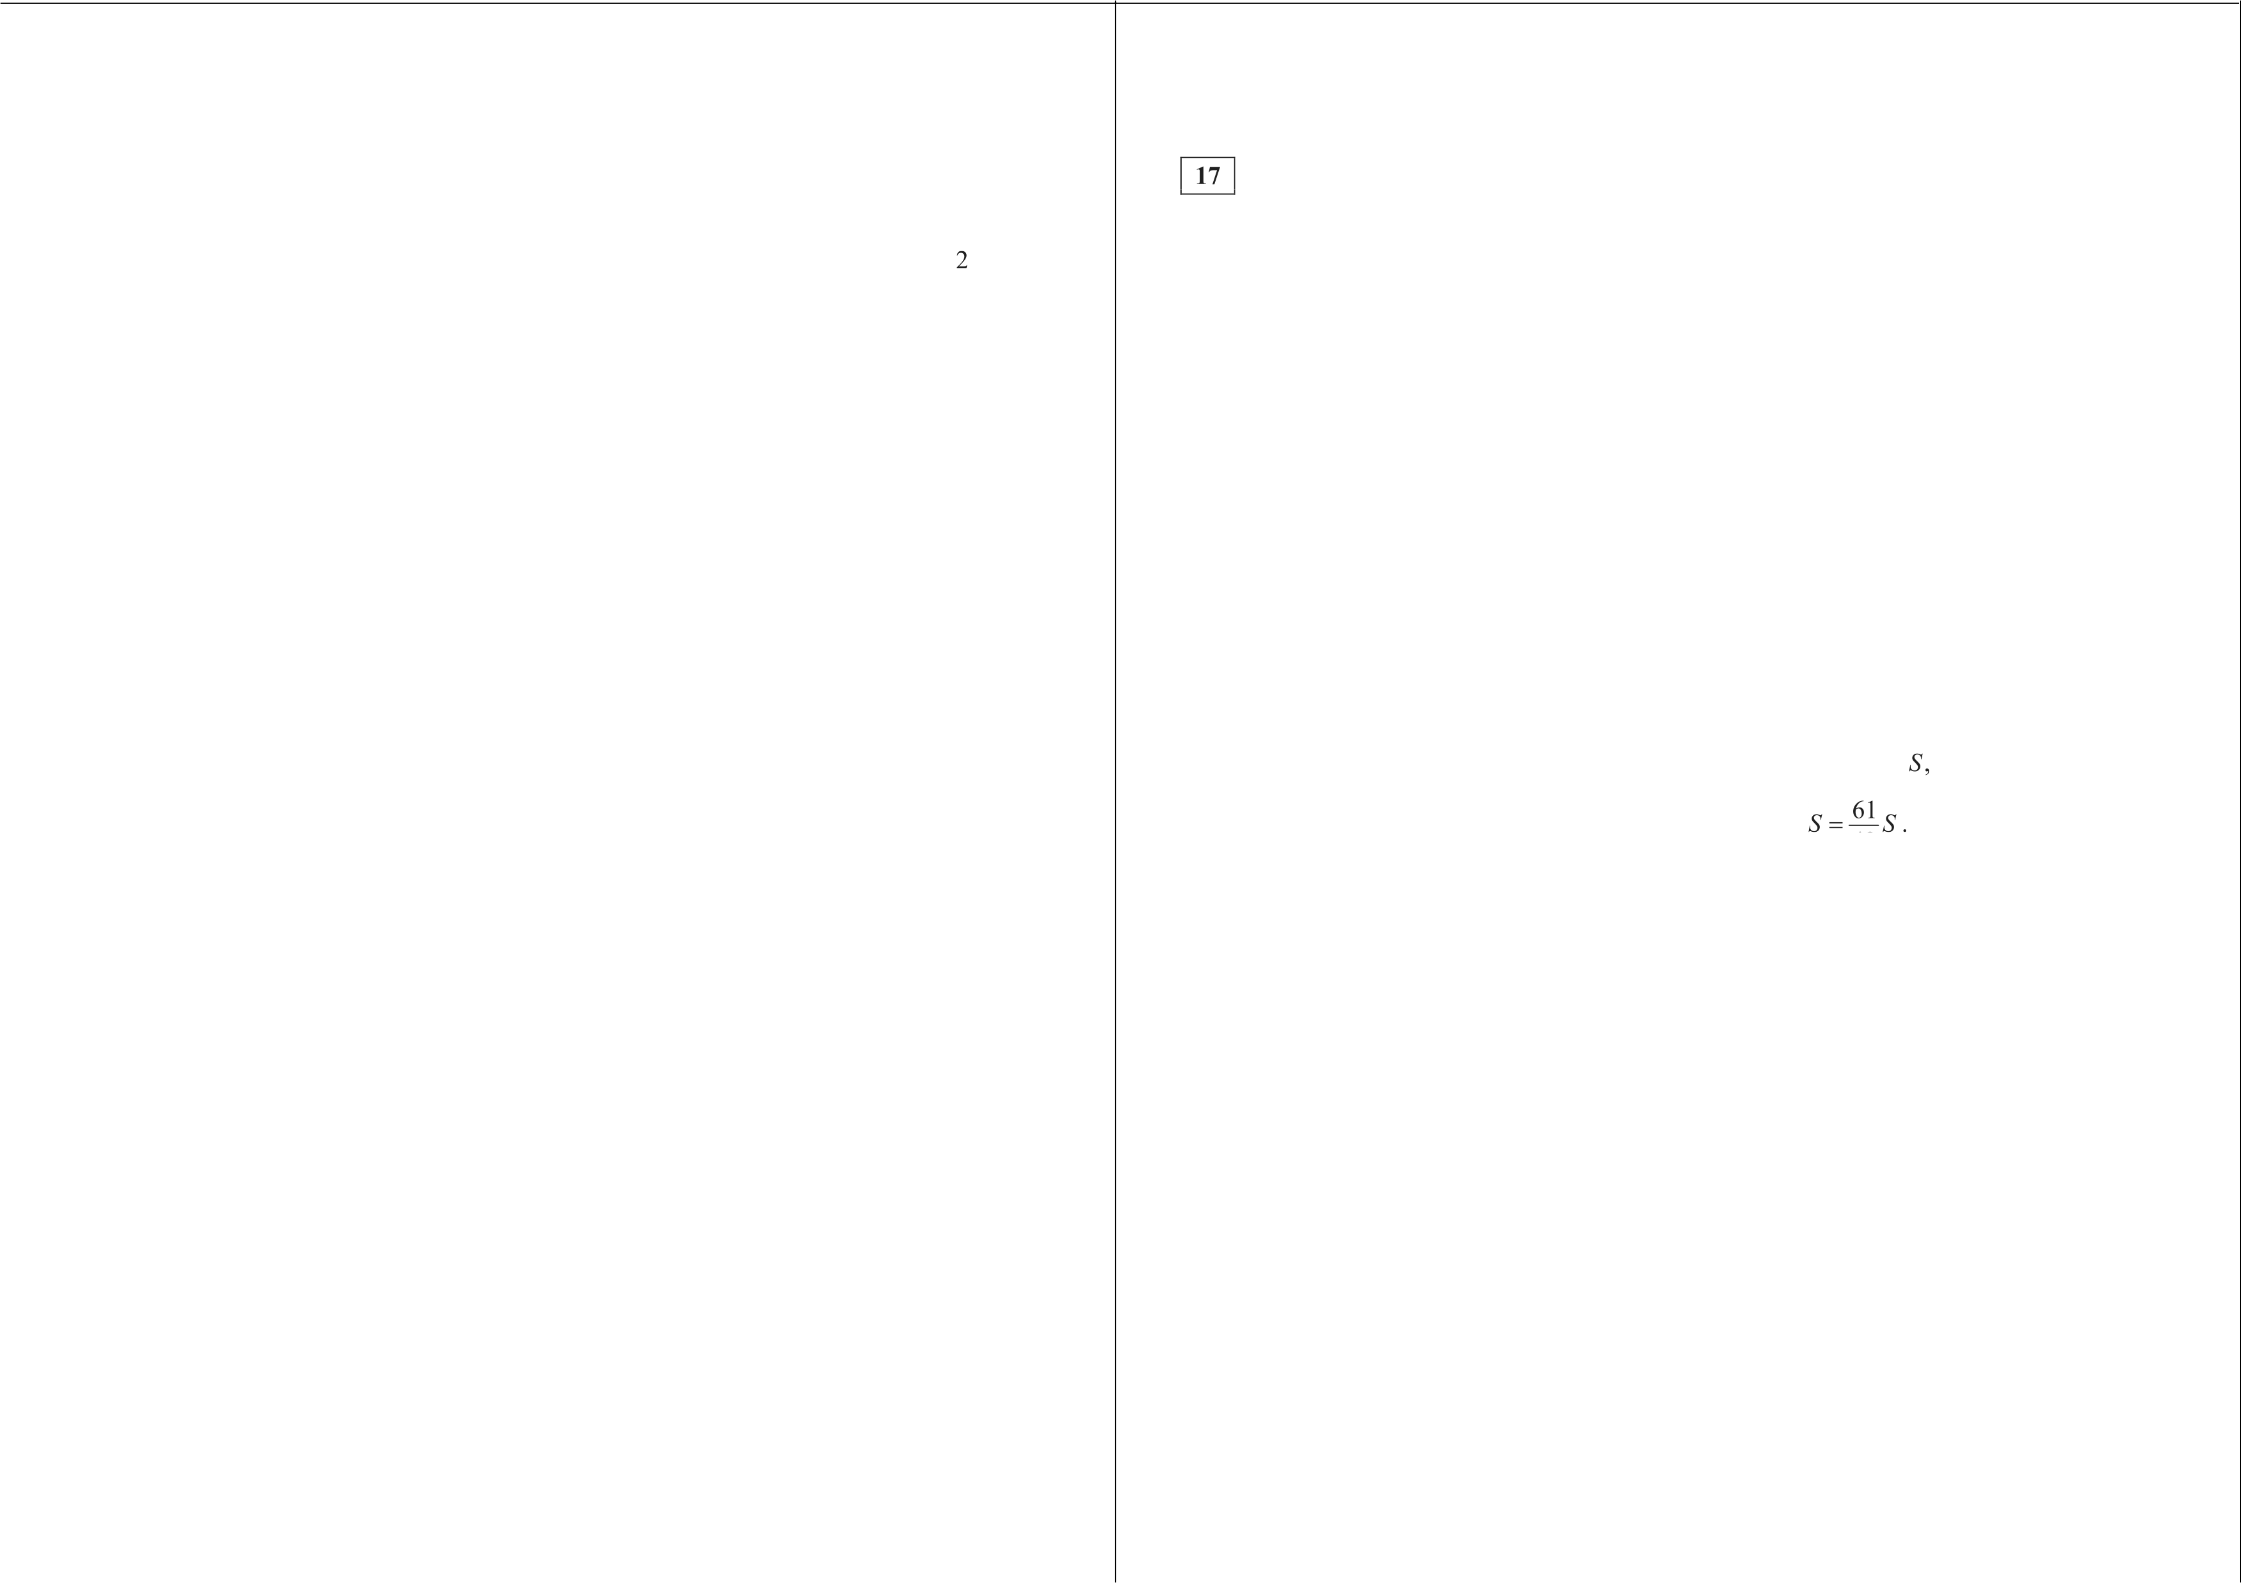 2
17
S,
S = 61 S .